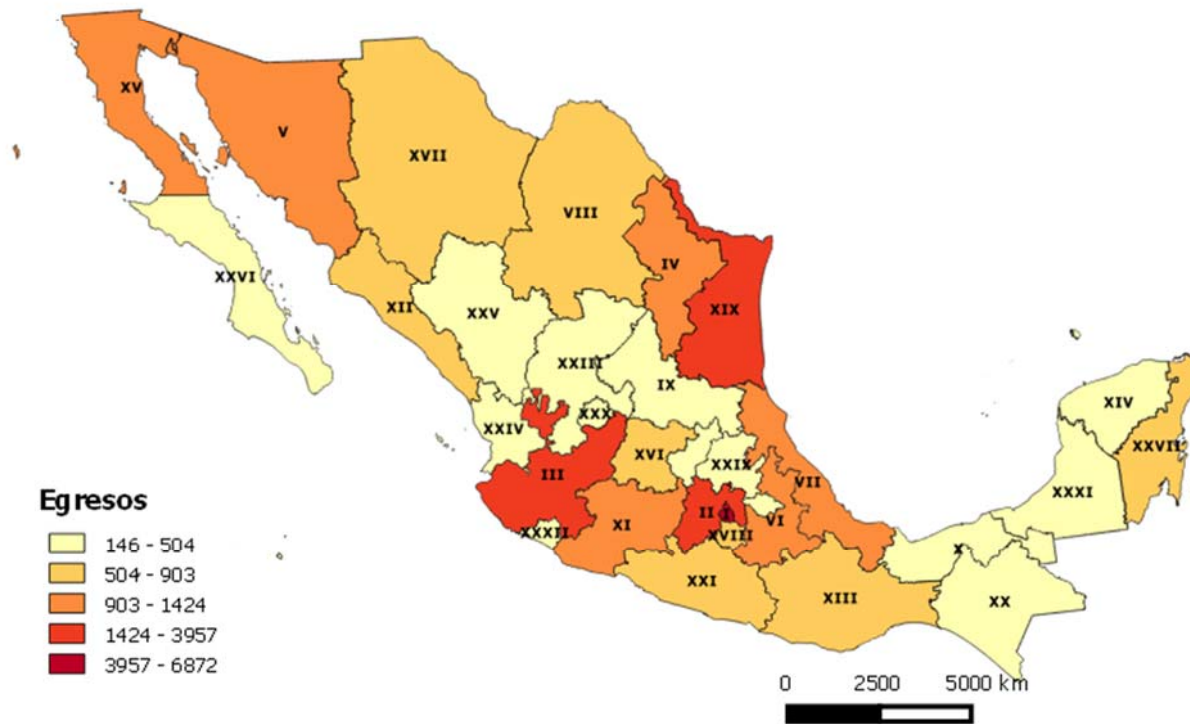 XV
V
XVII
VIII
IV
XXVI
XII
XXV
XIX
XXIII
IX
XXX
XXIV
XIV
XVI
XXIX
XXVII
III
VII
XXXI
II
I
VI
XI
XXXII
XVIII
X
XXI
XIII
XX
Egresos
146 - 504
504 - 903
903 - 1424
1424 - 3957
3957 - 6872
0 2500 5000 km